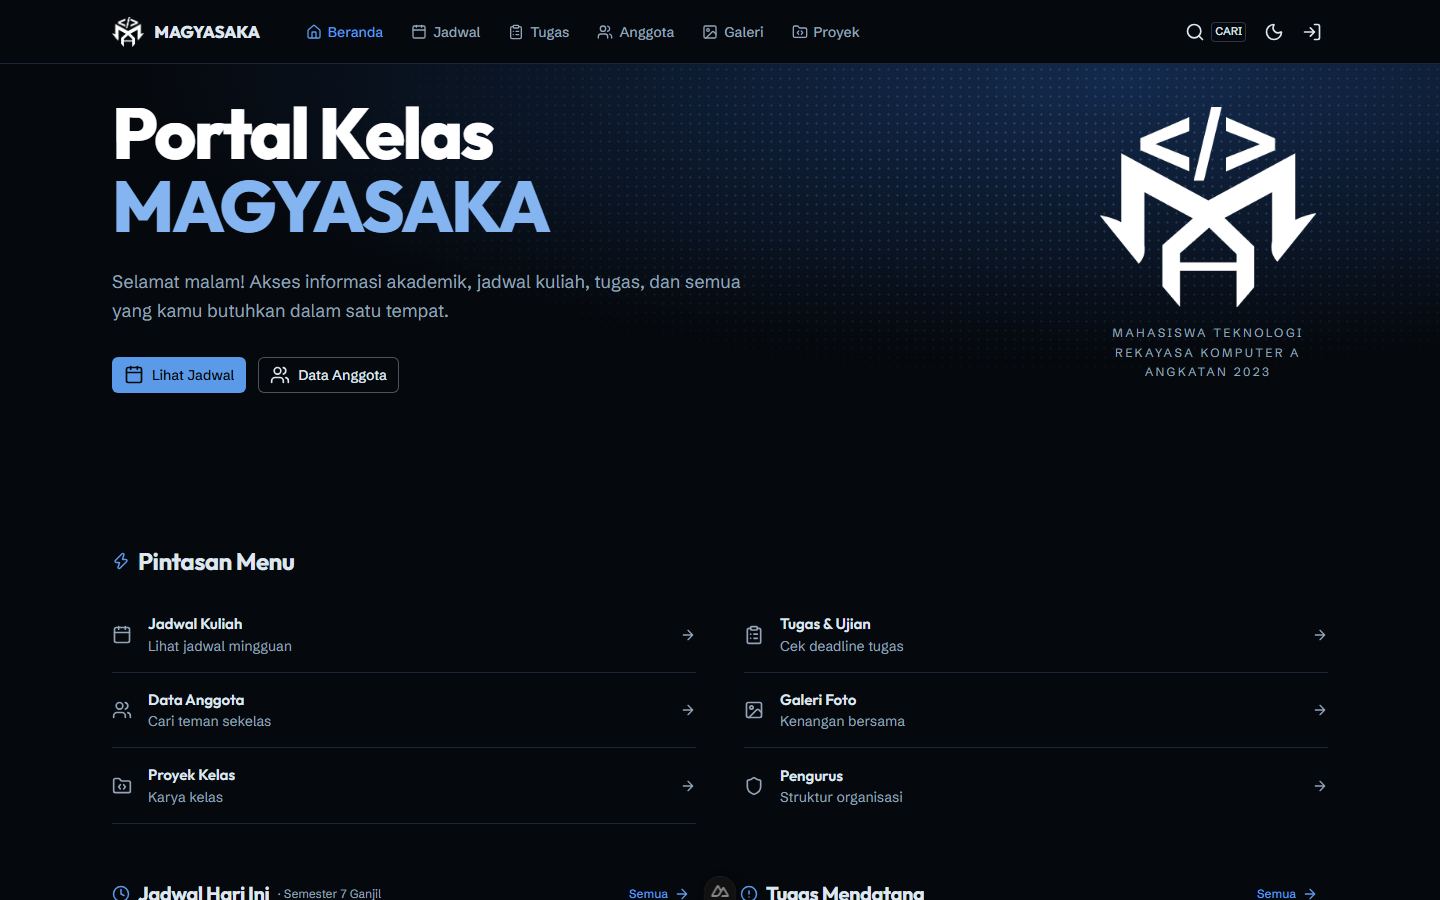 MAGYASAKA
Beranda
Jadwal
Tugas
Anggota
Galeri
Proyek
CARI
Portal Kelas
MAGYASAKA
Selamat malam! Akses informasi akademik, jadwal kuliah, tugas, dan semua
yang kamu butuhkan dalam satu tempat.
Lihat Jadwal
Data Anggota
MAHASISWA TEKNOLOGI
REKAYASA KOMPUTER A
ANGKATAN 2023
Pintasan Menu
Jadwal Kuliah
Lihat jadwal mingguan
Tugas & Ujian
Cek deadline tugas
Data Anggota
Cari teman sekelas
Galeri Foto
Kenangan bersama
Proyek Kelas
Karya kelas
Pengurus
Struktur organisasi
Jadwal Hari Ini · Semester 7 Ganjil
Semua
Tugas Mendatang
Semua